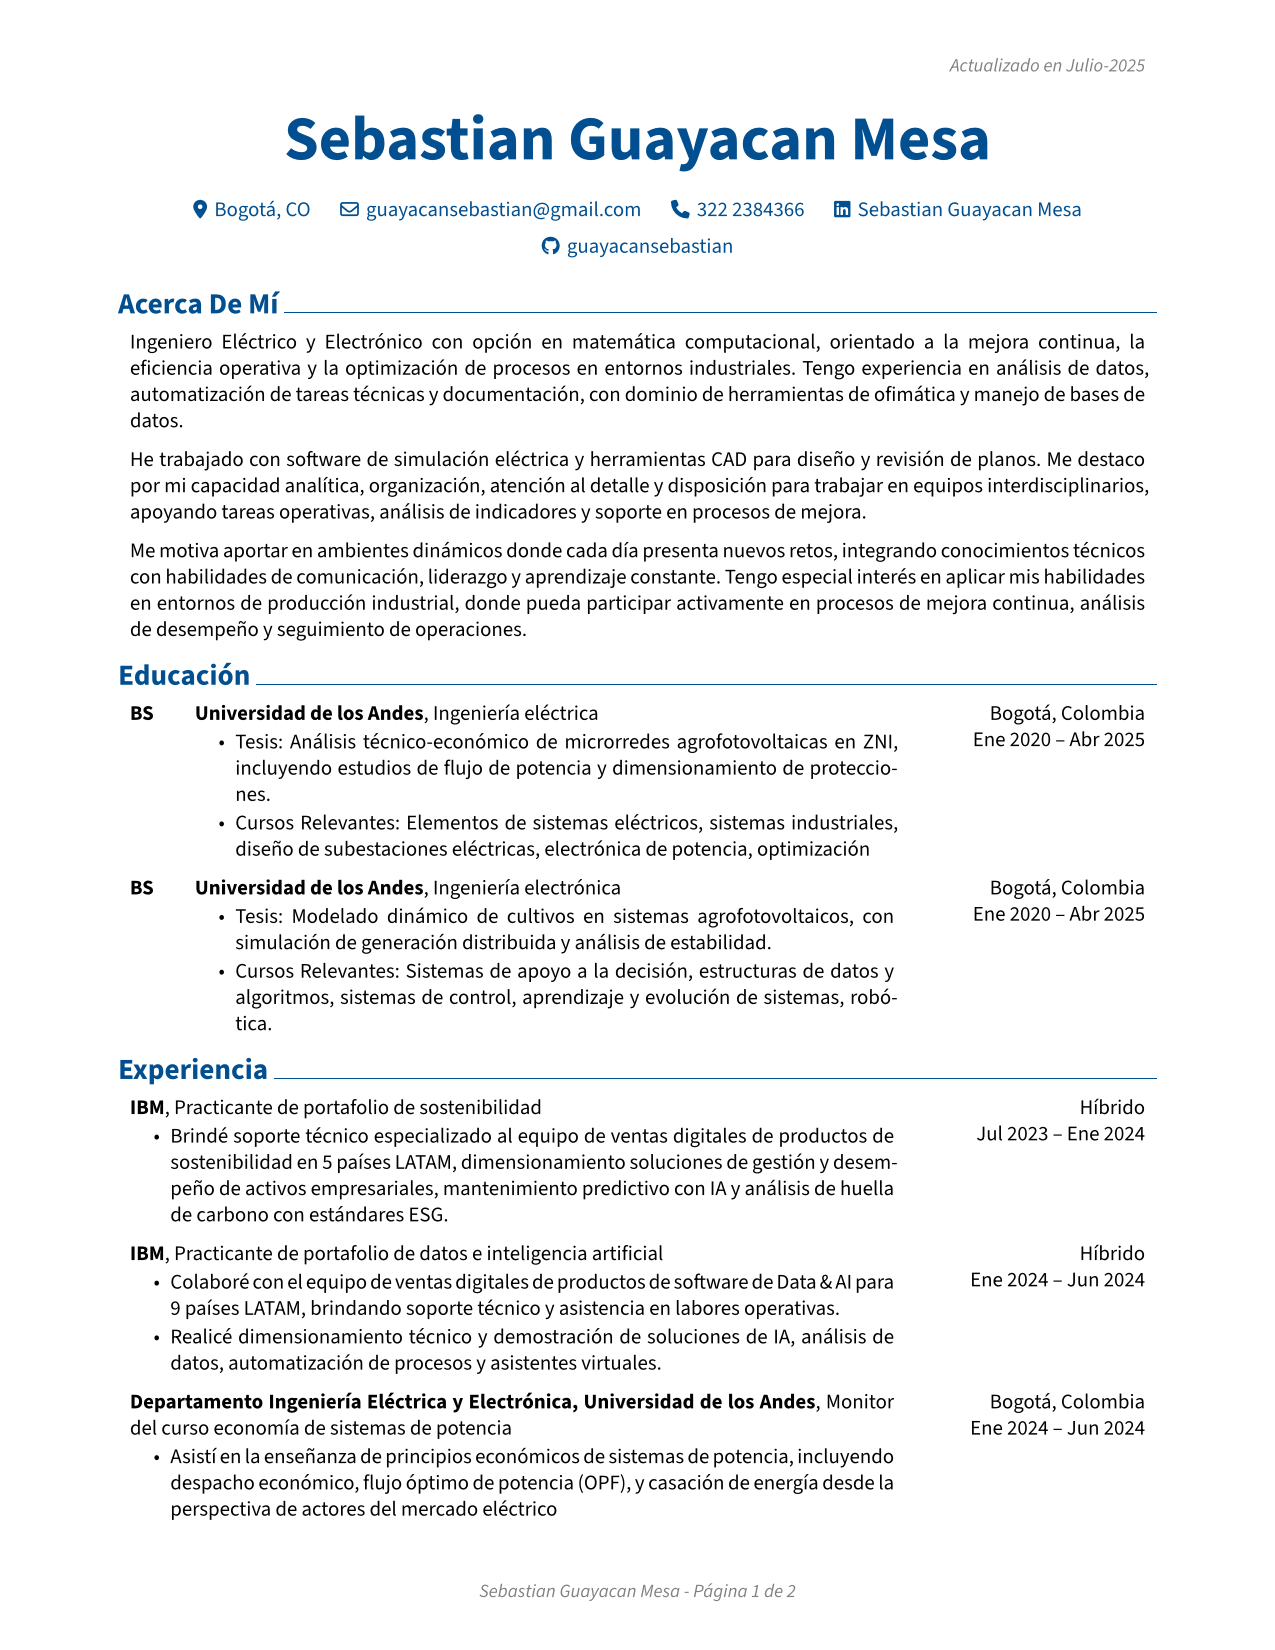 Actualizado en Julio-2025
Sebastian Guayacan Mesa
Bogotá, CO guayacansebastian@gmail.com 322 2384366 Sebastian Guayacan Mesa
guayacansebastian
Acerca De Mí
Ingeniero Eléctrico y Electrónico con opción en matemática computacional, orientado a la mejora continua, la
eficiencia operativa y la optimización de procesos en entornos industriales. Tengo experiencia en análisis de datos,
automatización de tareas técnicas y documentación, con dominio de herramientas de ofimática y manejo de bases de
datos.
He trabajado con software de simulación eléctrica y herramientas CAD para diseño y revisión de planos. Me destaco
por mi capacidad analítica, organización, atención al detalle y disposición para trabajar en equipos interdisciplinarios,
apoyando tareas operativas, análisis de indicadores y soporte en procesos de mejora.
Me motiva aportar en ambientes dinámicos donde cada día presenta nuevos retos, integrando conocimientos técnicos
con habilidades de comunicación, liderazgo y aprendizaje constante. Tengo especial interés en aplicar mis habilidades
en entornos de producción industrial, donde pueda participar activamente en procesos de mejora continua, análisis
de desempeño y seguimiento de operaciones.
Educación
BS Universidad de los Andes, Ingeniería eléctrica Bogotá, Colombia
Ene 2020 – Abr 2025
• Tesis: Análisis técnico-económico de microrredes agrofotovoltaicas en ZNI,
incluyendo estudios de flujo de potencia y dimensionamiento de proteccio-
nes.
• Cursos Relevantes: Elementos de sistemas eléctricos, sistemas industriales,
diseño de subestaciones eléctricas, electrónica de potencia, optimización
BS Universidad de los Andes, Ingeniería electrónica Bogotá, Colombia
Ene 2020 – Abr 2025
• Tesis: Modelado dinámico de cultivos en sistemas agrofotovoltaicos, con
simulación de generación distribuida y análisis de estabilidad.
• Cursos Relevantes: Sistemas de apoyo a la decisión, estructuras de datos y
algoritmos, sistemas de control, aprendizaje y evolución de sistemas, robó-
tica.
Experiencia
IBM, Practicante de portafolio de sostenibilidad Híbrido
Jul 2023 – Ene 2024
• Brindé soporte técnico especializado al equipo de ventas digitales de productos de
sostenibilidad en 5 países LATAM, dimensionamiento soluciones de gestión y desem-
peño de activos empresariales, mantenimiento predictivo con IA y análisis de huella
de carbono con estándares ESG.
IBM, Practicante de portafolio de datos e inteligencia artificial Híbrido
Ene 2024 – Jun 2024
• Colaboré con el equipo de ventas digitales de productos de software de Data & AI para
9 países LATAM, brindando soporte técnico y asistencia en labores operativas.
• Realicé dimensionamiento técnico y demostración de soluciones de IA, análisis de
datos, automatización de procesos y asistentes virtuales.
Departamento Ingeniería Eléctrica y Electrónica, Universidad de los Andes, Monitor Bogotá, Colombia
del curso economía de sistemas de potencia Ene 2024 – Jun 2024
• Asistí en la enseñanza de principios económicos de sistemas de potencia, incluyendo
despacho económico, flujo óptimo de potencia (OPF), y casación de energía desde la
perspectiva de actores del mercado eléctrico
Sebastian Guayacan Mesa - Página 1 de 2